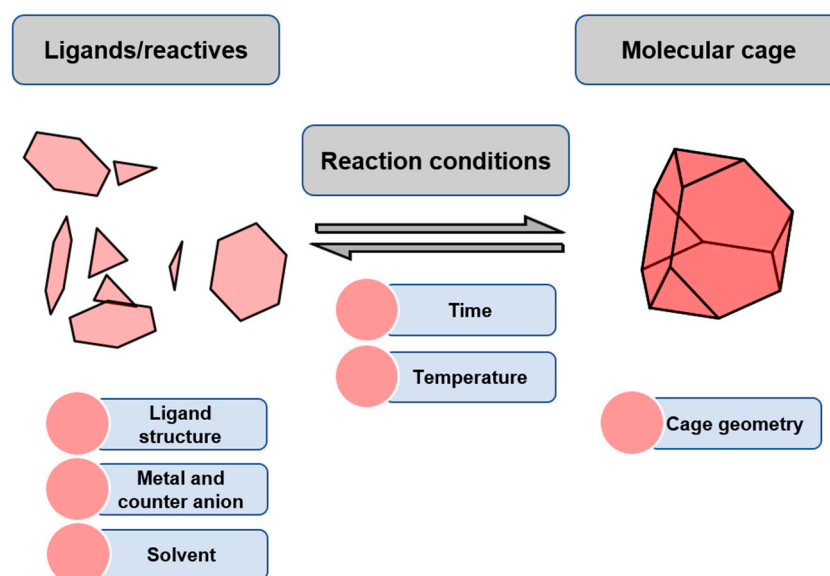 Ligands/reactives
Molecular cage
Reaction conditions
Time
Temperature
Ligand
structure
Metal and
counter anion
Solvent
Cage geometry